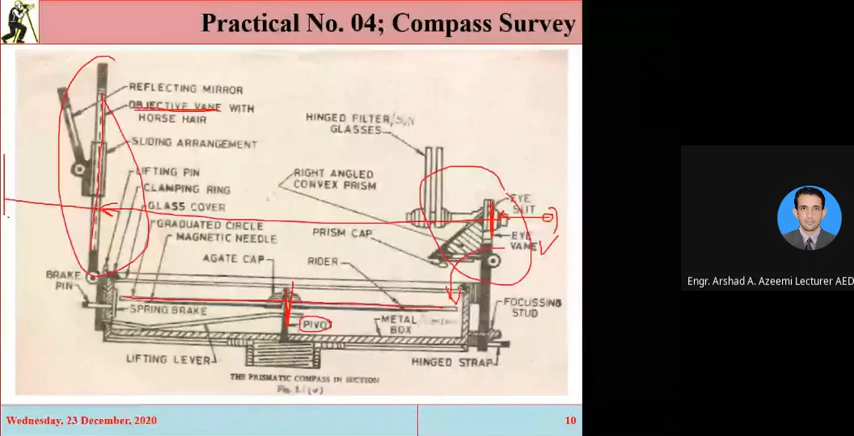 Practical No. 04; Compass Survey
REFLECTING MIRROR
OBJECTIVE VANE WITH
HORSE HAIR
SLIDING ARRANGEMENT
LIFTING PIN
CLAMPING RING
GLASS COVER
GRADUATED CIRCLE
MAGNETIC NEEDLE
HINGED FILTER/SUN
GLASSES
RIGHT ANGLED
CONVEX PRISM
EYE
SLIT
PRISM CAP
EYE
VANE
AGATE CAP
RIDER
BRAKE
PIN
SPRING BRAKE
PIVOT
METAL
BOX
FOCUSSING
STUD
LIFTING LEVER
HINGED STRAP
THE PRISMATIC COMPASS IN SECTION
Wednesday, 23 December, 2020
10
Engr. Arshad A. Azeemi Lecturer AED